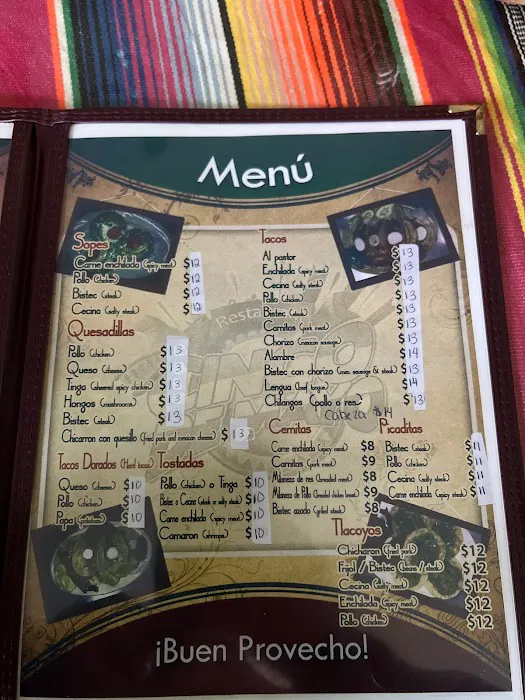 Menú
Sopes
Carne enchilada (spicy meat) $12
Pollo (chicken) $12
Bistec (steak) $12
Cecina (salty steak) $12
Quesadillas
Pollo (chicken) $13
Queso (cheese) $13
Tinga (cheered spicy chicken) $13
Hongos (mushrooms) $13
Bistec (steak) $13
Chicarron con quesillo (fried pork and mexican cheese) $13
Tacos Dorados (Hard tacos)
Queso (cheese) $10
Pollo (chicken) $10
Papa (potatoes) $10
Tostadas
Pollo (chicken) o Tinga $10
Bistec o Cecina (steak or salty steak) $10
Carne enchilada (spicy meat) $10
Camaron (shrimps) $10
Tacos
Al pastor $13
Enchilada (spicy meat) $13
Cecina (salty steak) $13
Pollo (chicken) $13
Bistec (steak) $13
Carnitas (pork meat) $13
Chorizo (mexican sausage) $13
Alambre $14
Bistec con chorizo (mex. sausage & steak) $13
Lengua (beef tongue) $14
Chilangos (pollo o res) $13
Cabeza $14
Cemitas
Carne enchilada (spicy meat) $8
Carnitas (pork meat) $9
Milaneza de res (breaded meat) $8
Milaneza de Pollo (breaded chicken breast) $9
Bistec azado (grilled steak) $8
Picaditas
Bistec (steak) $11
Pollo (chicken) $11
Cecina (salty steak) $11
Carne enchilada (spicy steak) $11
Tlacoyos
Chicharon (fried pork) $12
Frijol / Bistec (beans / steak) $12
Cecina (salty meat) $12
Enchilada (spicy meat) $12
Pollo (chicken) $12
Resta
CINCO
¡Buen Provecho!